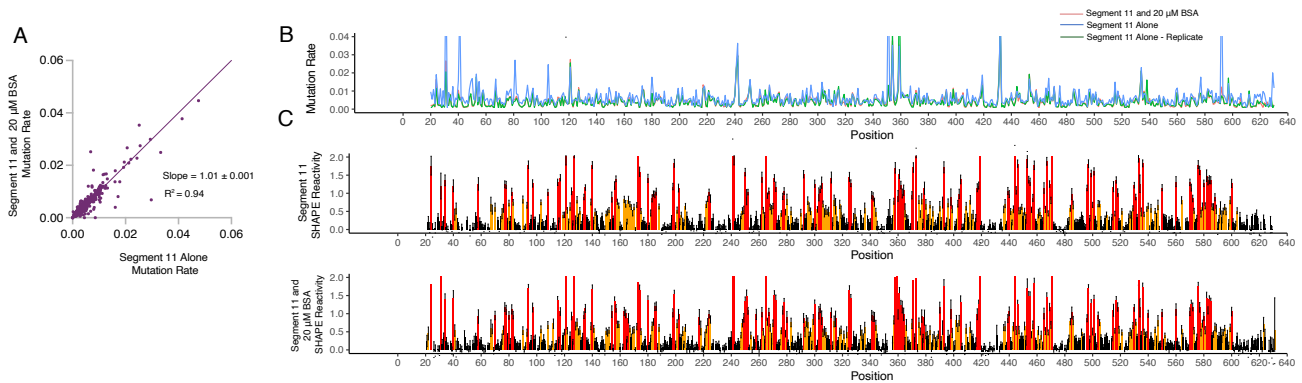 A
Segment 11 and 20 µM BSA
Mutation Rate
0.06
0.04
0.02
0.00
0.00 0.02 0.04 0.06
Slope = 1.01 ± 0.001
R² = 0.94
Segment 11 Alone
Mutation Rate
B
Segment 11 and 20 µM BSA
Segment 11 Alone
Segment 11 Alone - Replicate
Mutation Rate
0.04
0.03
0.02
0.01
0.00
0 20 40 60 80 100 120 140 160 180 200 220 240 260 280 300 320 340 360 380 400 420 440 460 480 500 520 540 560 580 600 620 640
Position
C
Segment 11
SHAPE Reactivity
2.0
1.5
1.0
0.5
0.0
0 20 40 60 80 100 120 140 160 180 200 220 240 260 280 300 320 340 360 380 400 420 440 460 480 500 520 540 560 580 600 620 640
Position
Segment 11 and
20 µM BSA
SHAPE Reactivity
2.0
1.5
1.0
0.5
0.0
0 20 40 60 80 100 120 140 160 180 200 220 240 260 280 300 320 340 360 380 400 420 440 460 480 500 520 540 560 580 600 620 640
Position